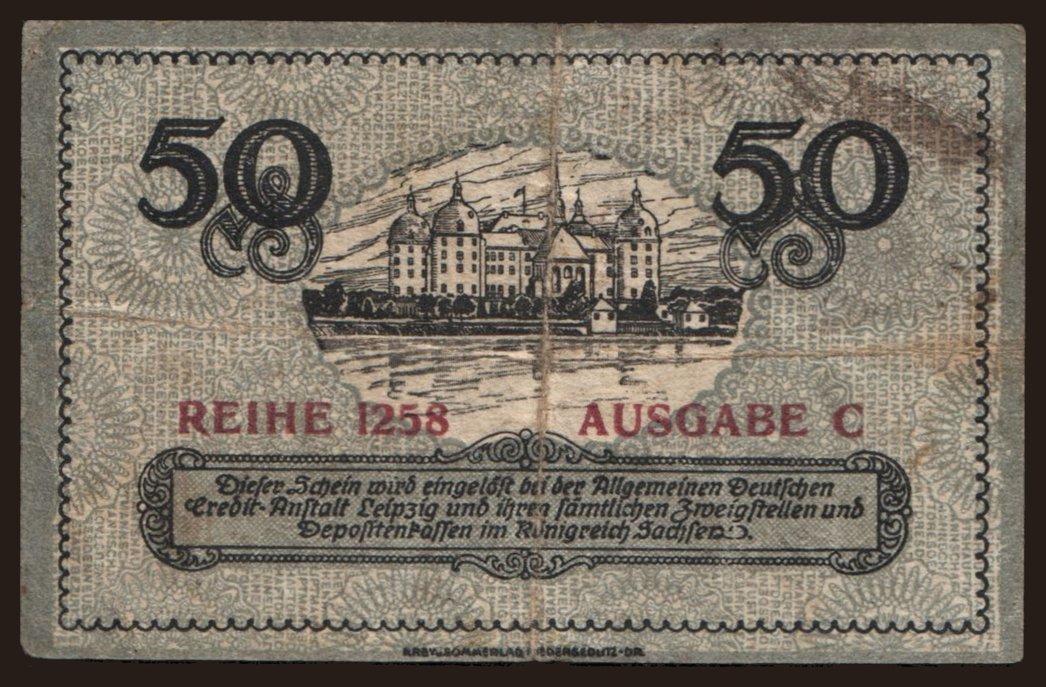 50 50
REIHE 1258 AUSGABE C
Dieser Schein wird eingelöst bei der Allgemeinen Deutschen
Credit-Anstalt Leipzig und ihren sämtlichen Zweigstellen und
Depositenkassen im Königreich Sachsen.